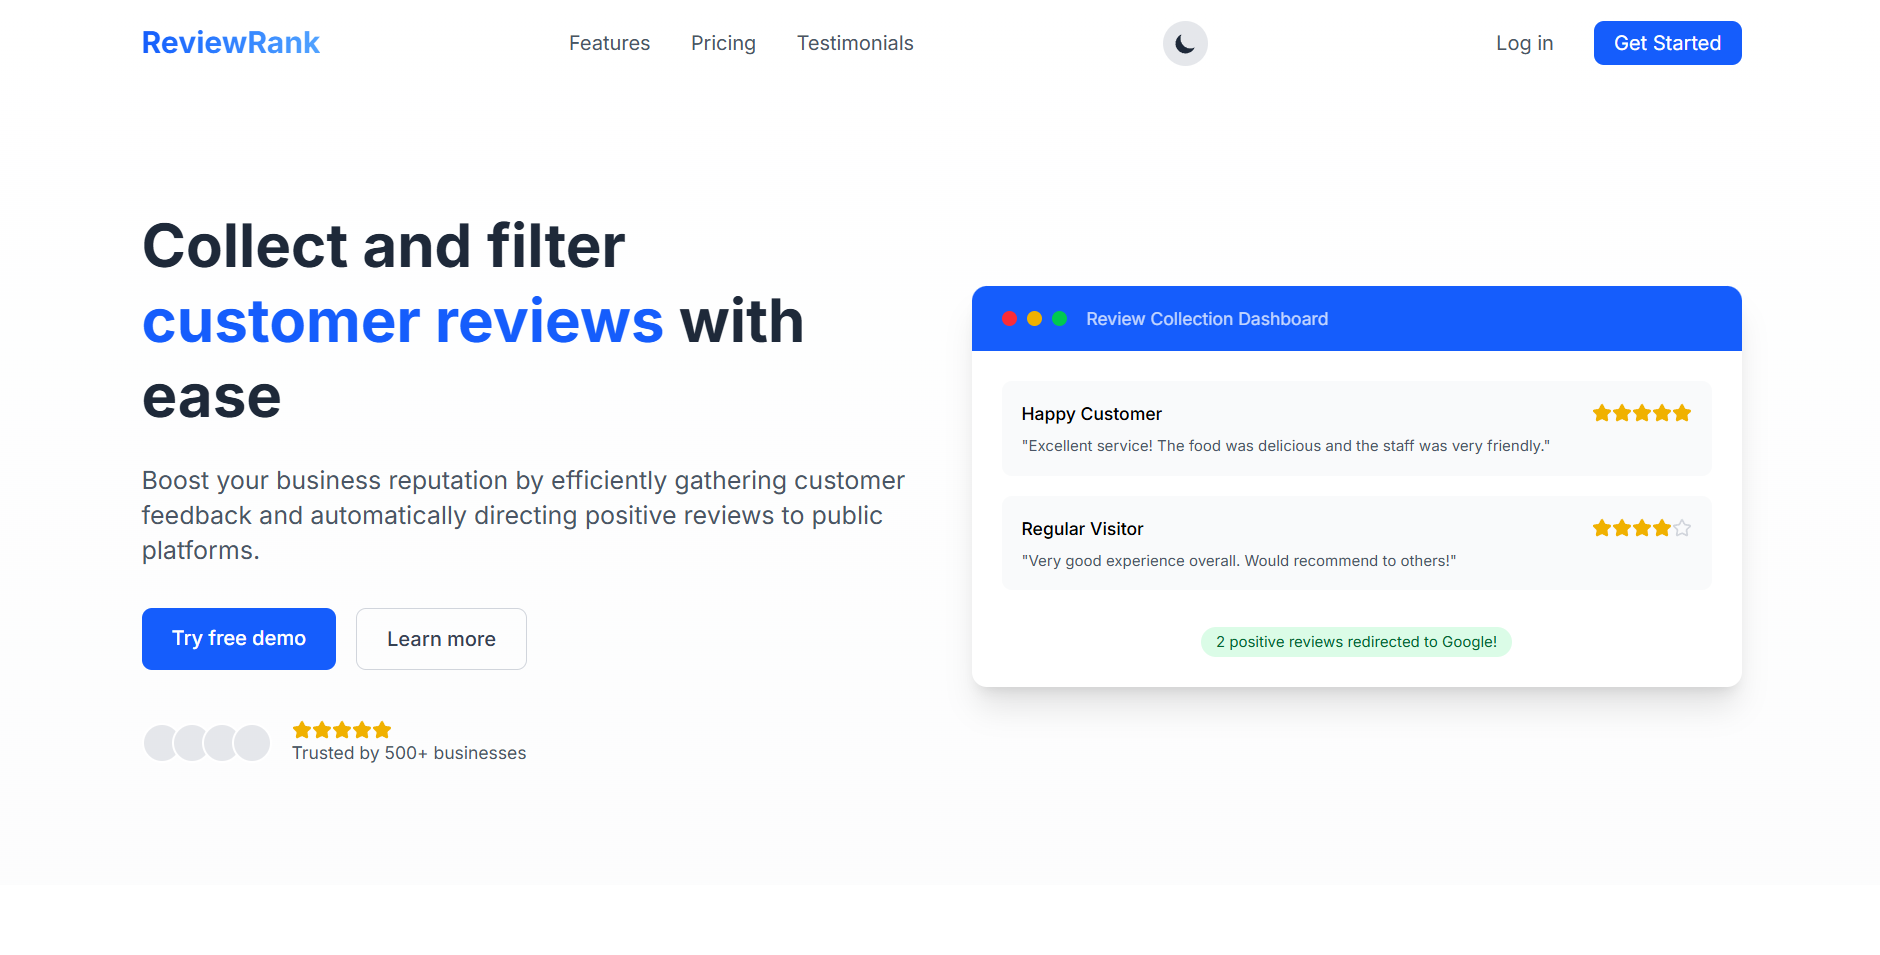 ReviewRank
Features
Pricing
Testimonials
Log in
Get Started
Collect and filter
customer reviews with
ease
Boost your business reputation by efficiently gathering customer
feedback and automatically directing positive reviews to public
platforms.
Try free demo
Learn more
Trusted by 500+ businesses
Review Collection Dashboard
Happy Customer
"Excellent service! The food was delicious and the staff was very friendly."
Regular Visitor
"Very good experience overall. Would recommend to others!"
2 positive reviews redirected to Google!